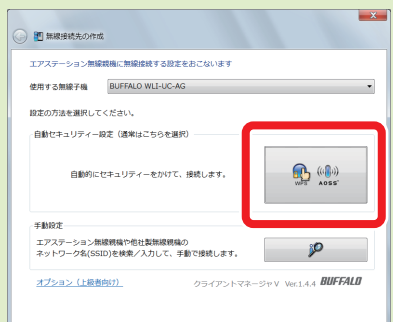 無線接続先の作成
エアステーション無線親機に無線接続する設定をおこないます
使用する無線子機 BUFFALO WLI-UC-AG
設定の方法を選択してください。
自動セキュリティー設定（通常はこちらを選択）
自動的にセキュリティーをかけて、接続します。
WPS AOSS
手動設定
エアステーション無線親機や他社製無線親機の
ネットワーク名(SSID)を検索／入力して、手動で接続します。
オプション（上級者向け）
クライアントマネージャ V Ver.1.4.4 BUFFALO